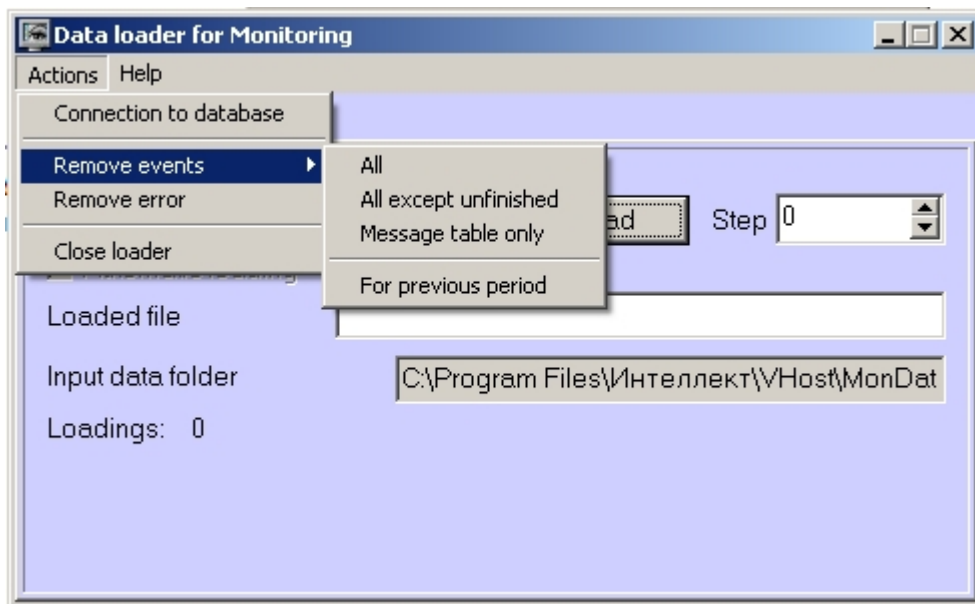 Data loader for Monitoring
Actions Help
Connection to database
Remove events
Remove error
Close loader
All
All except unfinished
Message table only
For previous period
Step 0
Loaded file
Input data folder C:\Program Files\Интеллект\VHost\MonDat
Loadings: 0